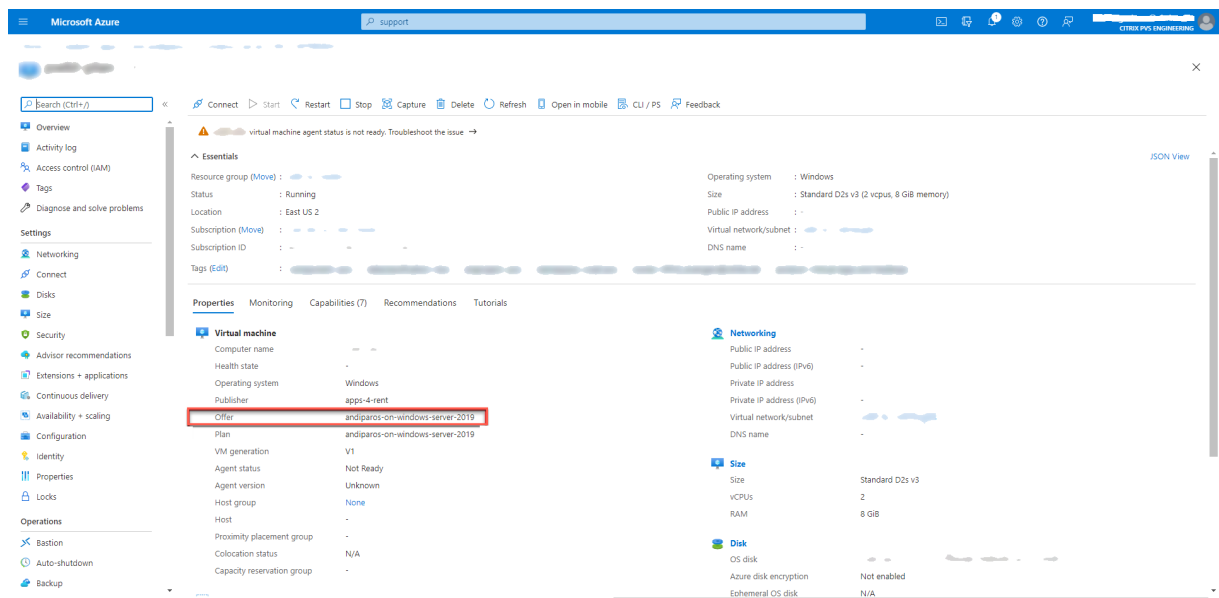 Microsoft Azure
support
1
CITRIX PVS ENGINEERING
Search (Ctrl+/)
«
Connect Start Restart Stop Capture Delete Refresh Open in mobile CLI / PS Feedback
Overview
Activity log
Access control (IAM)
Tags
Diagnose and solve problems
Settings
Networking
Connect
Disks
Size
Security
Advisor recommendations
Extensions + applications
Continuous delivery
Availability + scaling
Configuration
Identity
Properties
Locks
Operations
Bastion
Auto-shutdown
Backup
virtual machine agent status is not ready. Troubleshoot the issue →
Essentials
JSON View
Resource group (Move) :
Status : Running
Location : East US 2
Subscription (Move) :
Subscription ID :
Tags (Edit) :
Operating system : Windows
Size : Standard D2s v3 (2 vcpus, 8 GiB memory)
Public IP address : -
Virtual network/subnet :
DNS name : -
Properties Monitoring Capabilities (7) Recommendations Tutorials
Virtual machine
Computer name
Health state -
Operating system Windows
Publisher apps-4-rent
Offer andiparos-on-windows-server-2019
Plan andiparos-on-windows-server-2019
VM generation V1
Agent status Not Ready
Agent version Unknown
Host group None
Host -
Proximity placement group -
Colocation status N/A
Capacity reservation group -
Networking
Public IP address -
Public IP address (IPv6) -
Private IP address
Private IP address (IPv6) -
Virtual network/subnet
DNS name -
Size
Size Standard D2s v3
vCPUs 2
RAM 8 GiB
Disk
OS disk
Azure disk encryption Not enabled
Ephemeral OS disk N/A